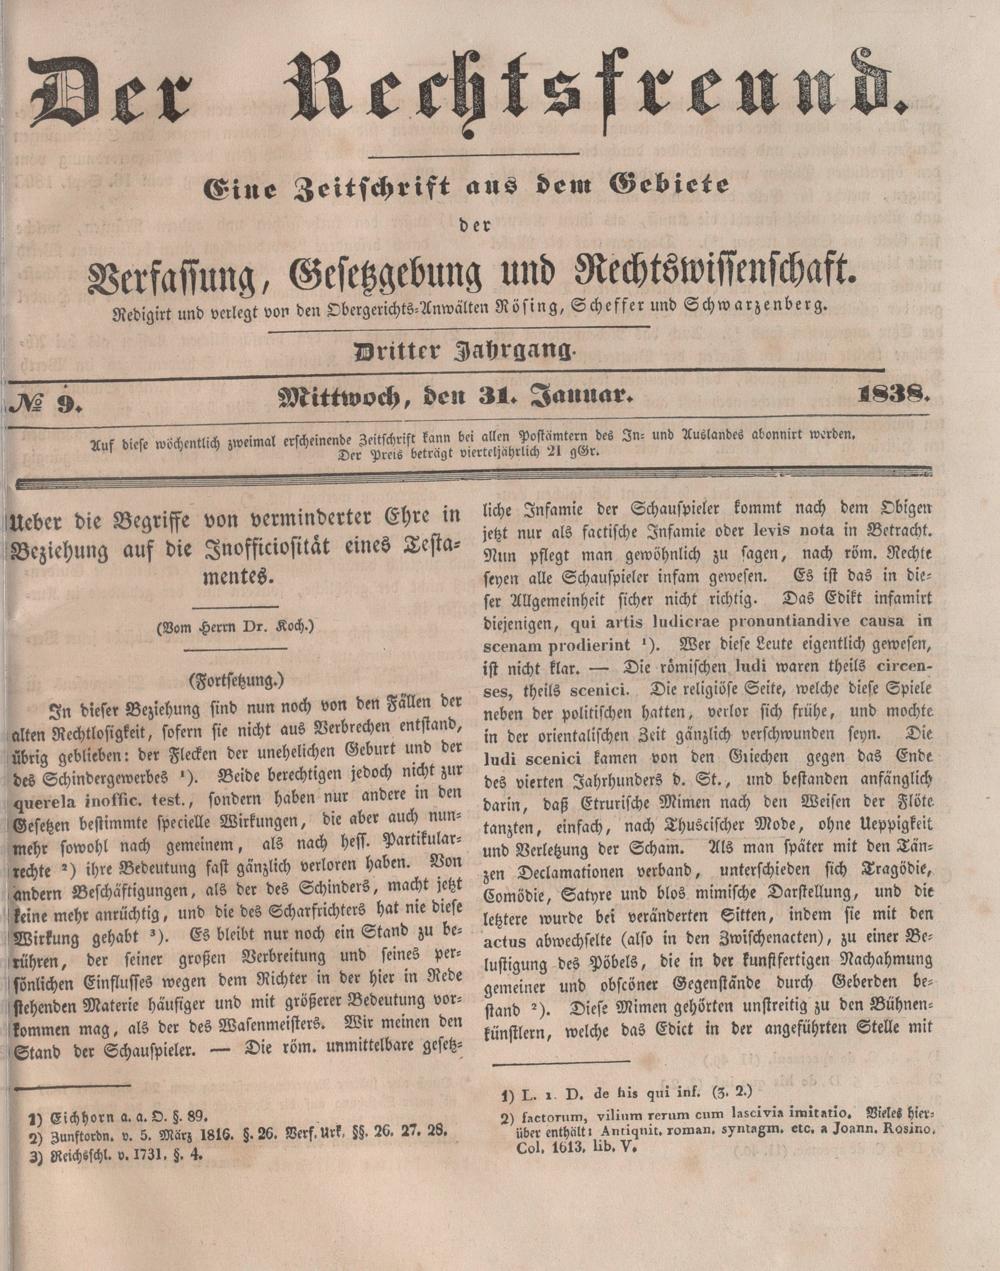 Der Rechtsfreund.
Eine Zeitschrift aus dem Gebiete
der
Verfassung, Gesetzgebung und Rechtswissenschaft.
Redigirt und verlegt von den Obergerichts-Anwälten Rösing, Scheffer und Schwarzenberg.
Dritter Jahrgang.
№ 9. Mittwoch, den 31. Januar. 1838.
Auf diese wöchentlich zweimal erscheinende Zeitschrift kann bei allen Postämtern des In- und Auslandes abonnirt werden.
Der Preis beträgt vierteljährlich 21 gGr.
Ueber die Begriffe von verminderter Ehre in
Beziehung auf die Inofficiosität eines Testa-
mentes.
(Vom Herrn Dr. Koch.)
(Fortsetzung.)
In dieser Beziehung sind nun noch von den Fällen der
alten Rechtlosigkeit, sofern sie nicht aus Verbrechen entstand,
übrig geblieben: der Flecken der unehelichen Geburt und der
des Schindergewerbes ¹). Beide berechtigen jedoch nicht zur
querela inoffic. test., sondern haben nur andere in den
Gesetzen bestimmte specielle Wirkungen, die aber auch nun-
mehr sowohl nach gemeinem, als nach hess. Partikular-
rechte ²) ihre Bedeutung fast gänzlich verloren haben. Von
andern Beschäftigungen, als der des Schinders, macht jetzt
keine mehr anrüchtig, und die des Scharfrichters hat nie diese
Wirkung gehabt ³). Es bleibt nur noch ein Stand zu be-
rühren, der seiner großen Verbreitung und seines per-
sönlichen Einflusses wegen dem Richter in der hier in Rede
stehenden Materie häufiger und mit größerer Bedeutung vor-
kommen mag, als der des Wasenmeisters. Wir meinen den
Stand der Schauspieler. — Die röm. unmittelbare gesetz-
1) Eichhorn a. a. O. §. 89.
2) Zunftordn. v. 5. März 1816. §. 26. Verf. Urk. §§. 26. 27. 28.
3) Reichsschl. v. 1731. §. 4.
liche Infamie der Schauspieler kommt nach dem Obigen
jetzt nur als factische Infamie oder levis nota in Betracht.
Nun pflegt man gewöhnlich zu sagen, nach röm. Rechte
seyen alle Schauspieler infam gewesen. Es ist das in die-
ser Allgemeinheit sicher nicht richtig. Das Edikt infamirt
diejenigen, qui artis ludicrae pronuntiandive causa in
scenam prodierint ¹). Wer diese Leute eigentlich gewesen,
ist nicht klar. — Die römischen ludi waren theils circen-
ses, theils scenici. Die religiöse Seite, welche diese Spiele
neben der politischen hatten, verlor sich frühe, und mochte
in der orientalischen Zeit gänzlich verschwunden seyn. Die
ludi scenici kamen von den Griechen gegen das Ende
des vierten Jahrhunderts d. St., und bestanden anfänglich
darin, daß Etrurische Mimen nach den Weisen der Flöte
tanzten, einfach, nach Thuscischer Mode, ohne Ueppigkeit
und Verletzung der Scham. Als man später mit den Tän-
zen Declamationen verband, unterschieden sich Tragödie,
Comödie, Satyre und blos mimische Darstellung, und die
letztere wurde bei veränderten Sitten, indem sie mit den
actus abwechselte (also in den Zwischenacten), zu einer Be-
lustigung des Pöbels, die in der kunstfertigen Nachahmung
gemeiner und obscöner Gegenstände durch Geberden be-
stand ²). Diese Mimen gehörten unstreitig zu den Bühnen-
künstlern, welche das Edict in der angeführten Stelle mit
1) L. 1. D. de his qui inf. (3. 2.)
2) factorum, vilium rerum cum lascivia imitatio. Vieles hier-
über enthält: Antiquit. roman. syntagm. etc. a Joann. Rosino.
Col. 1613. lib. V.